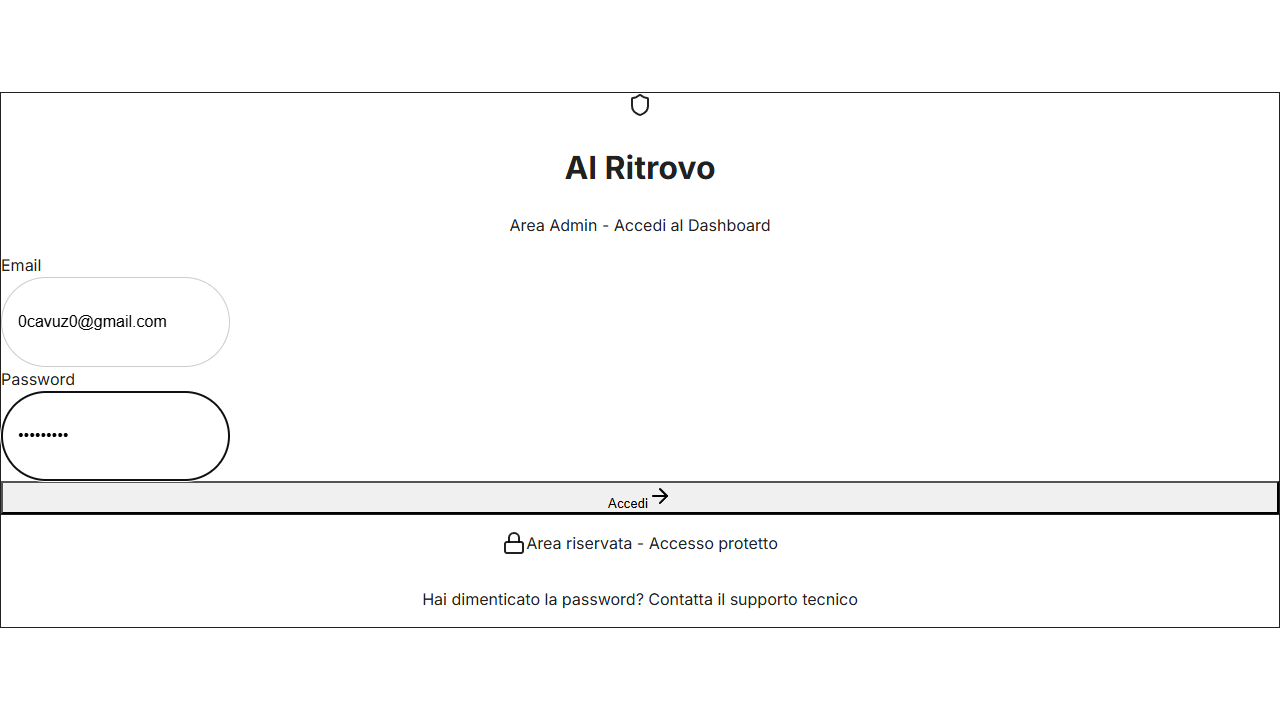 Al Ritrovo
Area Admin - Accedi al Dashboard
Email
0cavuz0@gmail.com
Password
•••••••••
Accedi
Area riservata - Accesso protetto
Hai dimenticato la password? Contatta il supporto tecnico